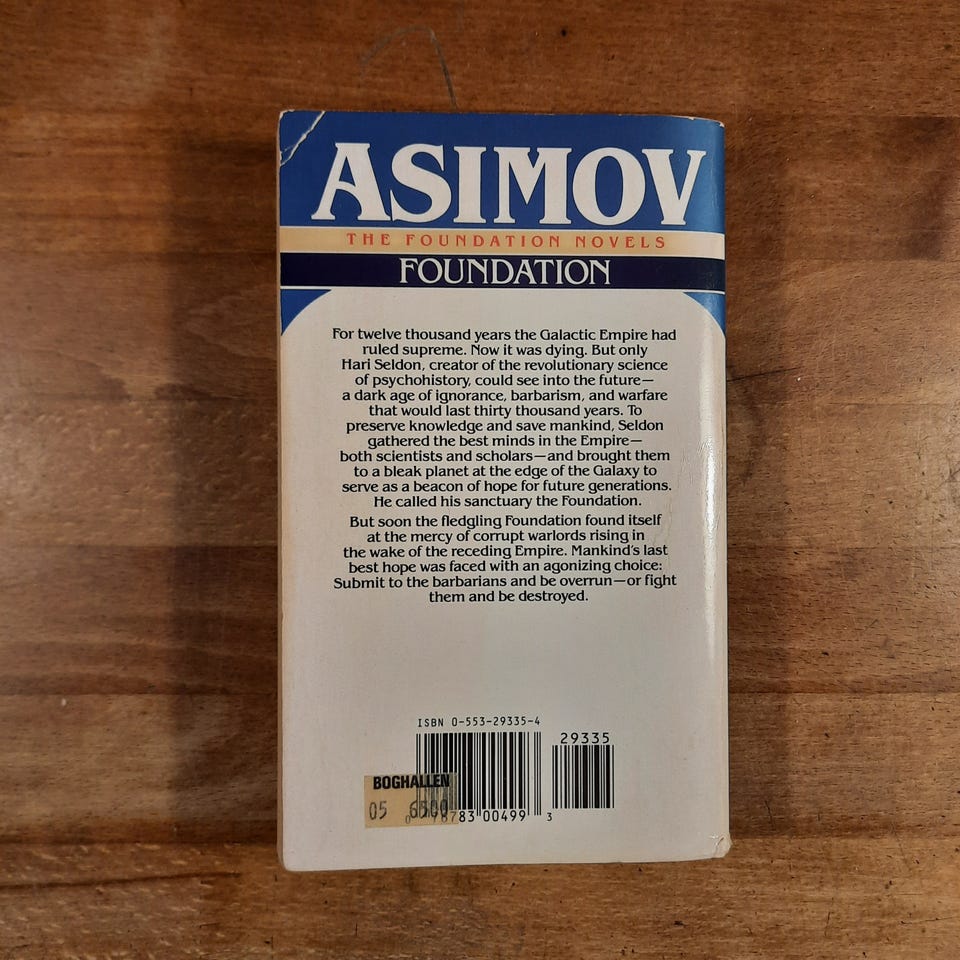 ASIMOV
THE FOUNDATION NOVELS
FOUNDATION
For twelve thousand years the Galactic Empire had
ruled supreme. Now it was dying. But only
Hari Seldon, creator of the revolutionary science
of psychohistory, could see into the future—
a dark age of ignorance, barbarism, and warfare
that would last thirty thousand years. To
preserve knowledge and save mankind, Seldon
gathered the best minds in the Empire—
both scientists and scholars—and brought them
to a bleak planet at the edge of the Galaxy to
serve as a beacon of hope for future generations.
He called his sanctuary the Foundation.
But soon the fledgling Foundation found itself
at the mercy of corrupt warlords rising in
the wake of the receding Empire. Mankind's last
best hope was faced with an agonizing choice:
Submit to the barbarians and be overrun—or fight
them and be destroyed.
ISBN 0-553-29335-4
29335
BOGHALLEN
05
00499 3